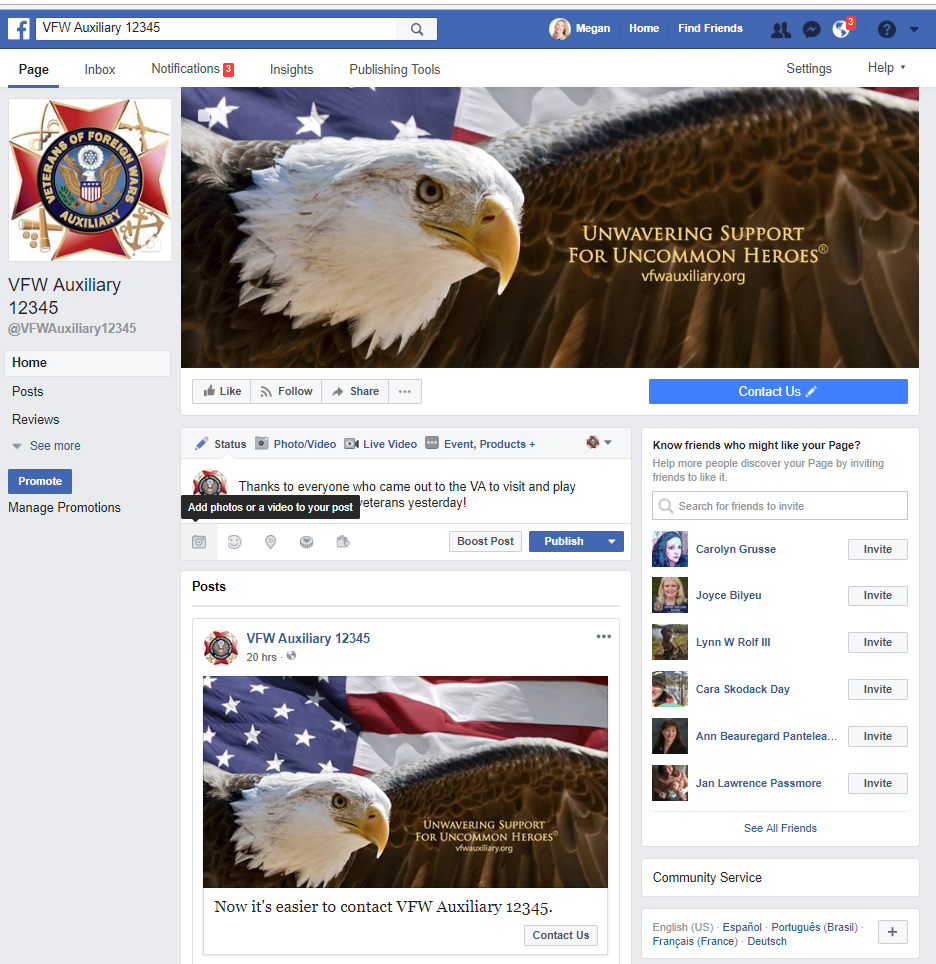 VFW Auxiliary 12345
Megan
Home
Find Friends
3
?
Page
Inbox
Notifications 3
Insights
Publishing Tools
Settings
Help
VETERANS OF FOREIGN WARS
AUXILIARY
VFW Auxiliary
12345
@VFWAuxiliary12345
Home
Posts
Reviews
See more
Promote
Manage Promotions
UNWAVERING SUPPORT
FOR UNCOMMON HEROES®
vfwauxiliary.org
Like
Follow
Share
...
Contact Us
Status
Photo/Video
Live Video
Event, Products +
Thanks to everyone who came out to the VA to visit and play
veterans yesterday!
Add photos or a video to your post
Boost Post
Publish
Posts
VFW Auxiliary 12345
20 hrs ·
UNWAVERING SUPPORT
FOR UNCOMMON HEROES®
vfwauxiliary.org
Now it's easier to contact VFW Auxiliary 12345.
Contact Us
Know friends who might like your Page?
Help more people discover your Page by inviting
friends to like it.
Search for friends to invite
Carolyn Grusse
Invite
Joyce Bilyeu
Invite
Lynn W Rolf III
Invite
Cara Skodack Day
Invite
Ann Beauregard Pantelea...
Invite
Jan Lawrence Passmore
Invite
See All Friends
Community Service
English (US) · Español · Português (Brasil) ·
Français (France) · Deutsch
+